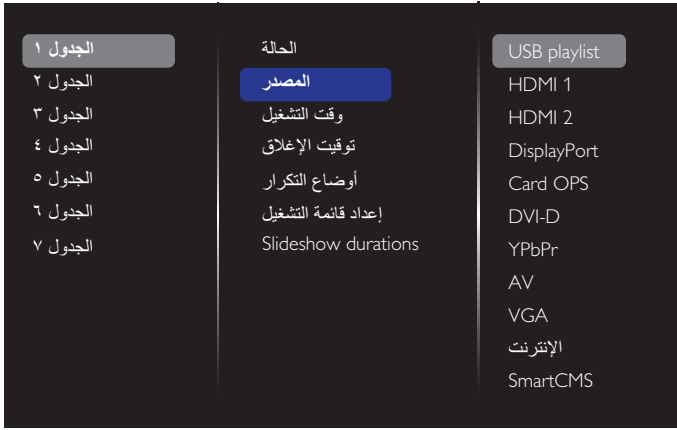 الجدول ١
الجدول ٢
الجدول ٣
الجدول ٤
الجدول ٥
الجدول ٦
الجدول ٧
الحالة
المصدر
وقت التشغيل
توقيت الإغلاق
أوضاع التكرار
إعداد قائمة التشغيل
Slideshow durations
USB playlist
HDMI 1
HDMI 2
DisplayPort
Card OPS
DVI-D
YPbPr
AV
VGA
الإنترنت
SmartCMS